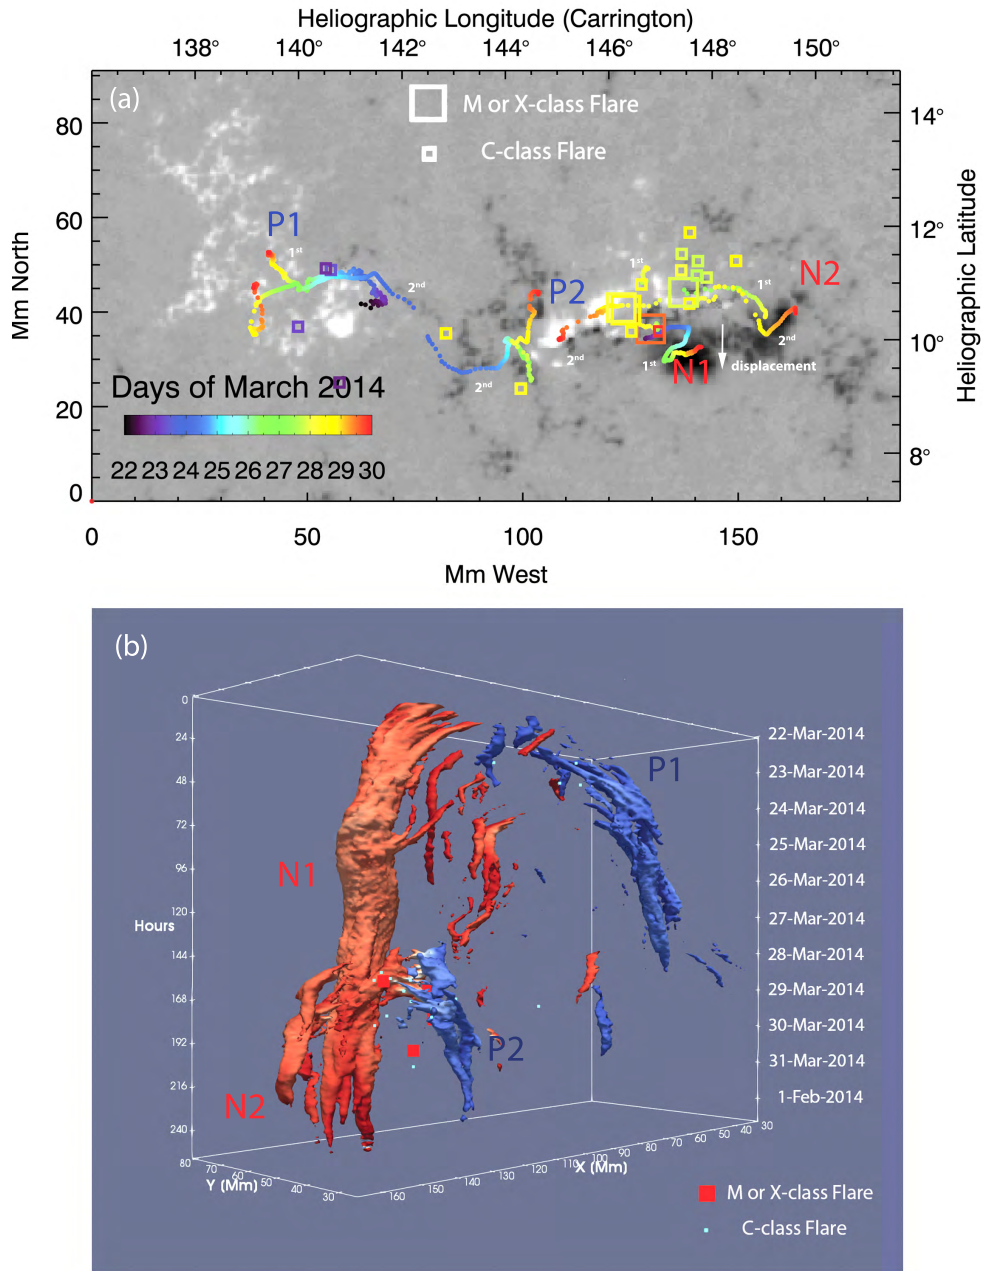 Heliographic Longitude (Carrington)
138° 140° 142° 144° 146° 148° 150°
(a)
M or X-class Flare
C-class Flare
80
60
40
20
0
Mm North
14°
12°
10°
8°
Heliographic Latitude
P1
1st
2nd
2nd
P2
2nd
1st
1st
N2
2nd
1st
N1
displacement
Days of March 2014
22 23 24 25 26 27 28 29 30
0 50 100 150
Mm West
(b)
0
24
48
72
96
120
144
168
192
216
240
Hours
22-Mar-2014
23-Mar-2014
24-Mar-2014
25-Mar-2014
26-Mar-2014
27-Mar-2014
28-Mar-2014
29-Mar-2014
30-Mar-2014
31-Mar-2014
1-Feb-2014
P1
N1
P2
N2
80 70 60 50 40 30
Y (Mm)
160 150 140 130 120 110 100 90 80 70 60 50 40 30
X (Mm)
M or X-class Flare
C-class Flare